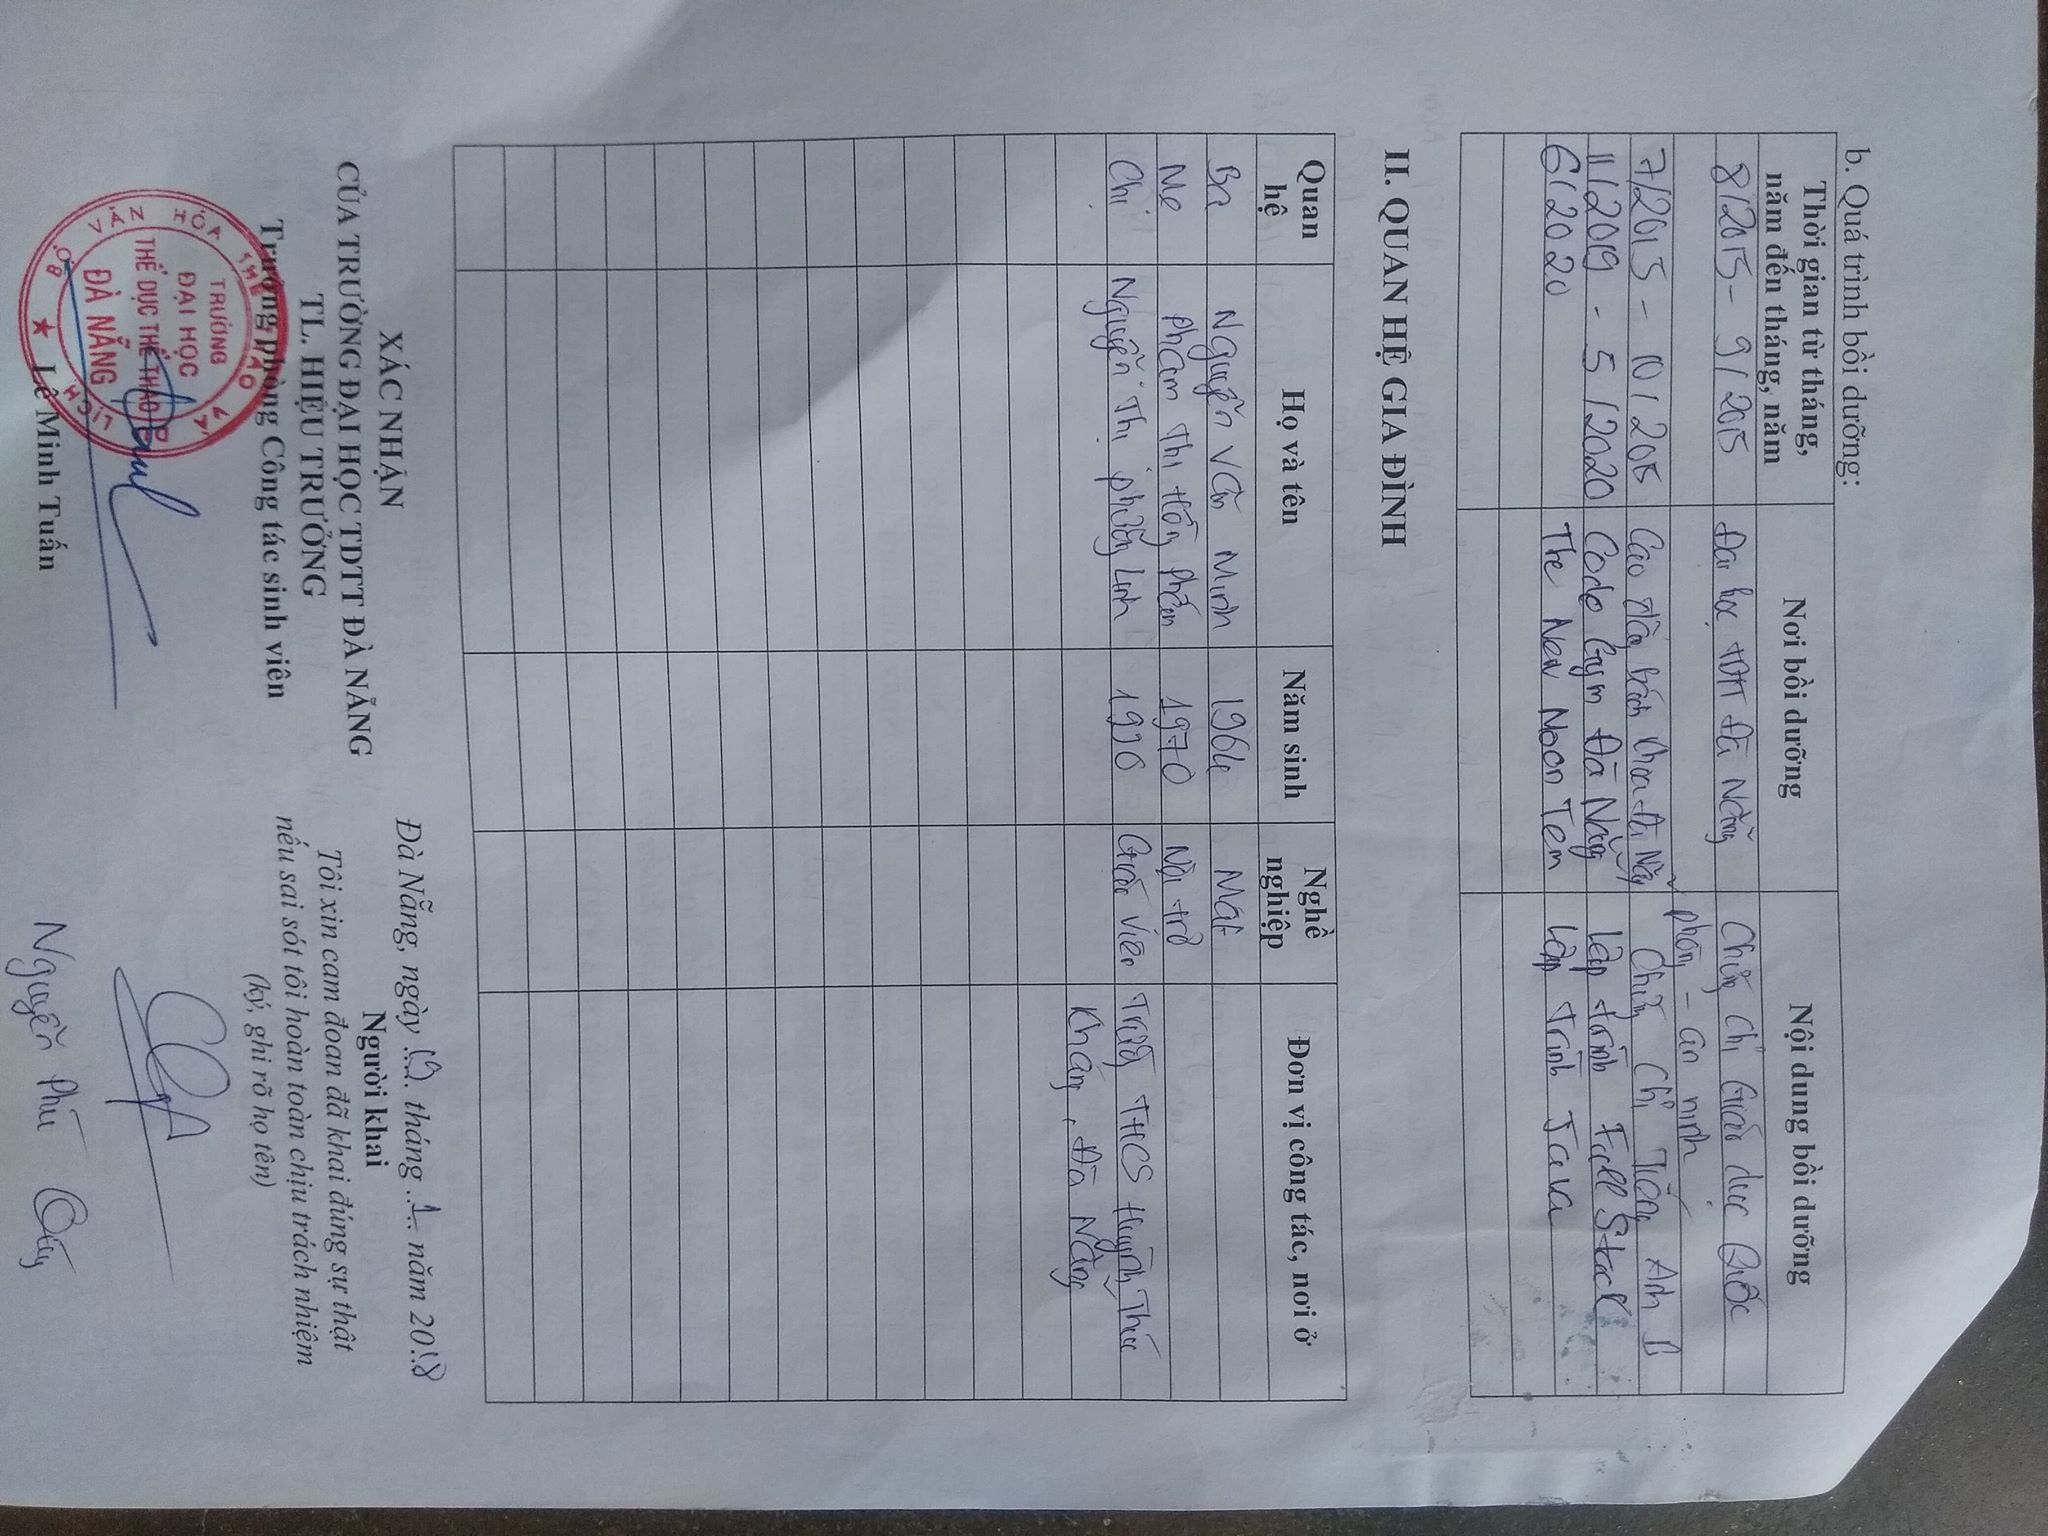 b. Quá trình bồi dưỡng:
Thời gian từ tháng, năm đến tháng, năm Nơi bồi dưỡng Nội dung bồi dưỡng
8/2015 - 9/2015 Đại học TDTT Đà Nẵng Chứng chỉ Giáo dục Quốc
phòng - an ninh
7/2015 - 10/2015 Cao đẳng Đà Nẵng Chứng chỉ Tiếng Anh B
11/2019 - 5/2020 Code Gym Đà Nẵng Lập trình Full Stack
6/2020 The New Moon Tem Lập Trình Java
II. QUAN HỆ GIA ĐÌNH
Quan hệ Họ và tên Năm sinh Nghề nghiệp Đơn vị công tác, nơi ở
Ba Nguyễn Văn Minh 1964 Mất
Mẹ Phạm Thị Hồng Phấn 1970 Nội trợ
Chị Nguyễn Thị Phương Linh 1996 Giáo viên Trường THCS Huỳnh Thúc
Kháng, Đà Nẵng
XÁC NHẬN
CỦA TRƯỜNG ĐẠI HỌC TDTT ĐÀ NẴNG
TL. HIỆU TRƯỞNG
Trưởng phòng Công tác sinh viên
BỘ VĂN HÓA THỂ THAO VÀ DU LỊCH
TRƯỜNG
ĐẠI HỌC
THỂ DỤC THỂ THAO
ĐÀ NẴNG
Lê Minh Tuấn
Đà Nẵng, ngày ... tháng 1 năm 2018
Người khai
Tôi xin cam đoan đã khai đúng sự thật
nếu sai sót tôi hoàn toàn chịu trách nhiệm
(ký, ghi rõ họ tên)
Nguyễn Phú Quý